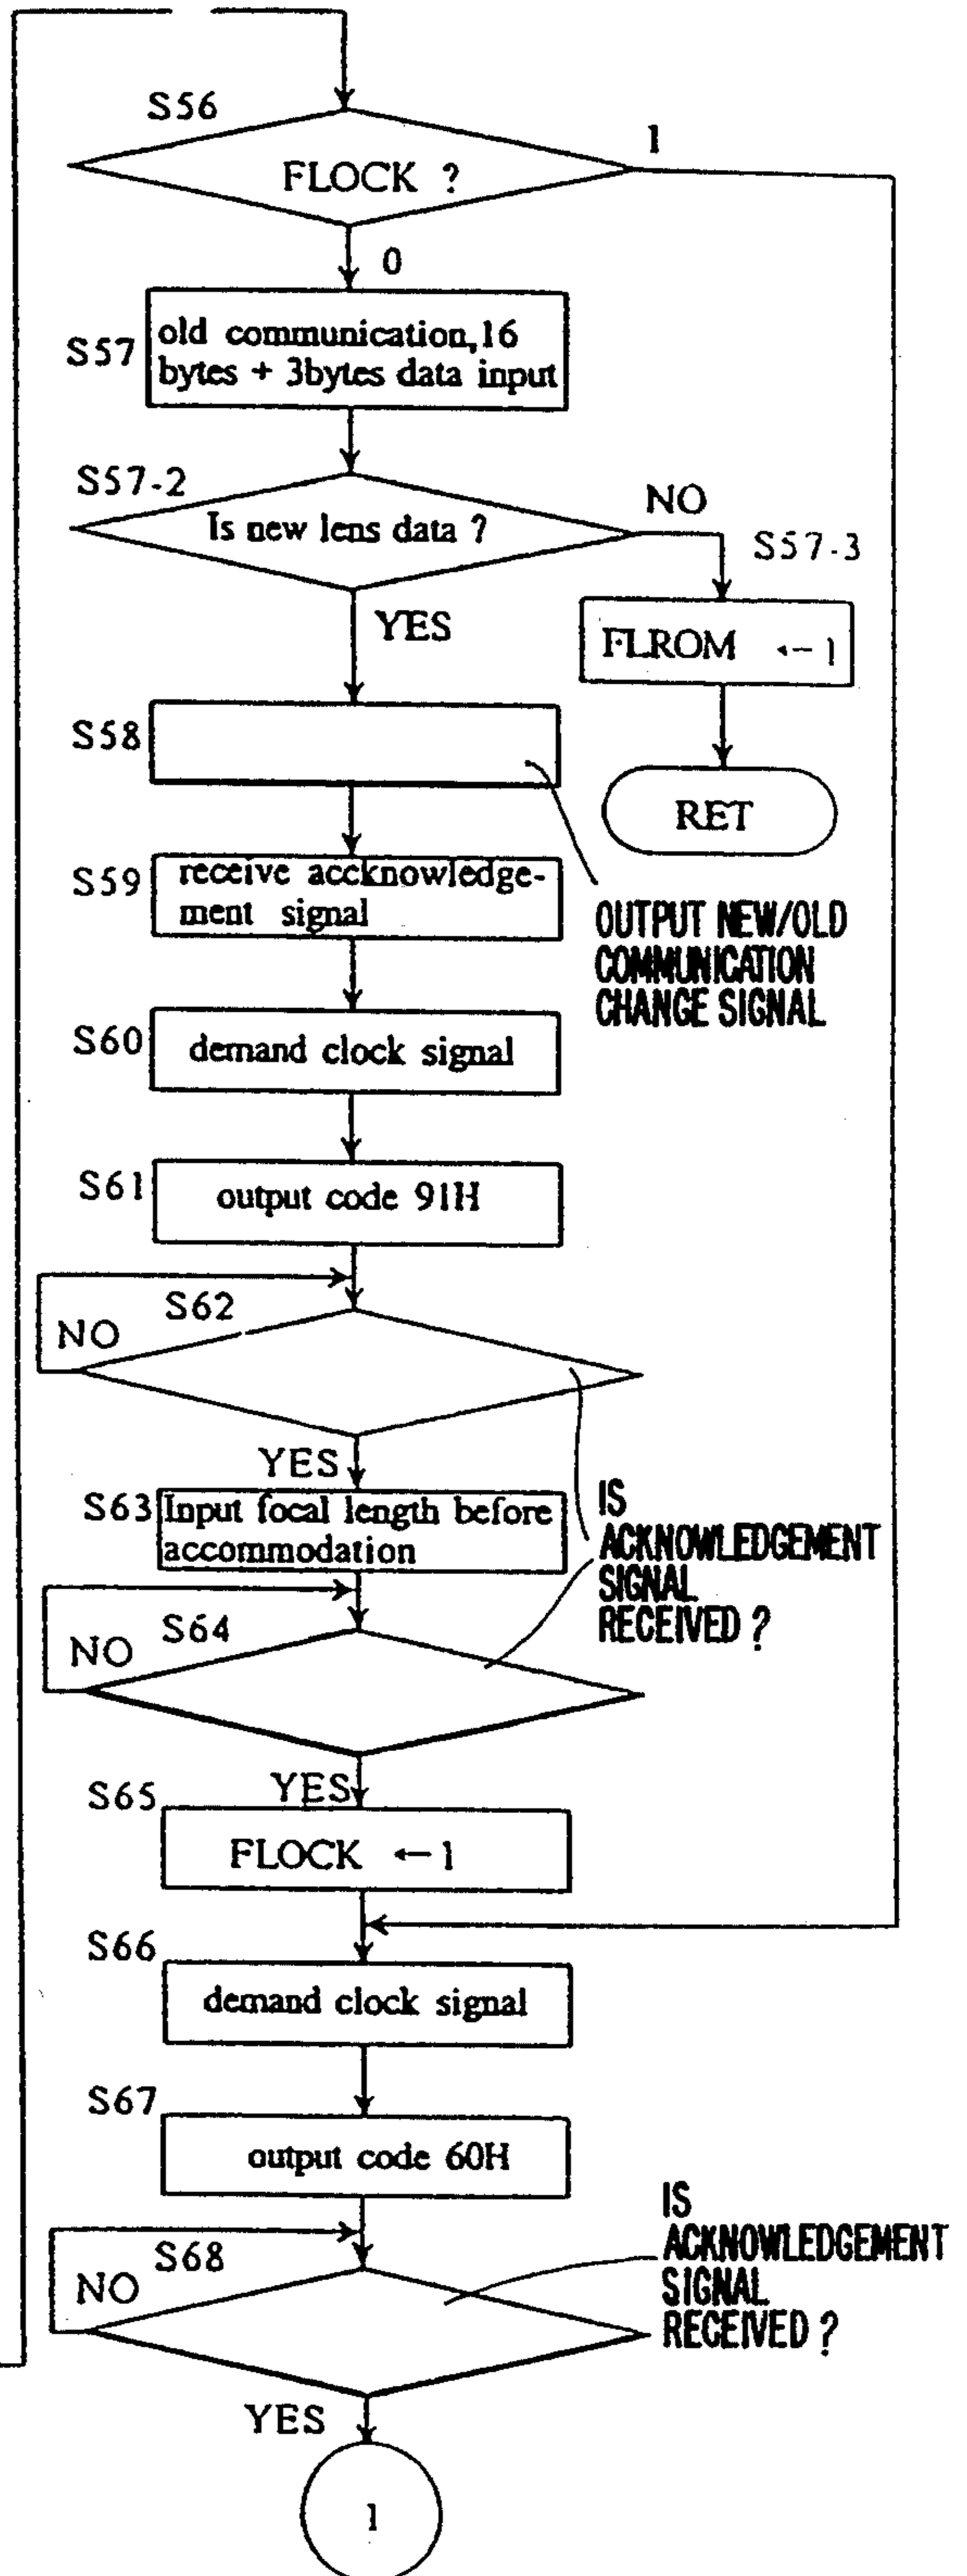 S56
1
FLOCK ?
0
S57
old communication,16
bytes + 3bytes data input
S57-2
Is new lens data ?
NO
S57-3
YES
FLROM ←1
S58
RET
S59
receive accknowledge-
ment signal
OUTPUT NEW/OLD
COMMUNICATION
CHANGE SIGNAL
S60
demand clock signal
S61
output code 91H
S62
NO
YES
S63
Input focal length before
accommodation
IS
ACKNOWLEDGEMENT
SIGNAL
RECEIVED ?
S64
NO
YES
S65
FLOCK ←1
S66
demand clock signal
S67
output code 60H
IS
ACKNOWLEDGEMENT
SIGNAL
RECEIVED ?
S68
NO
YES
1